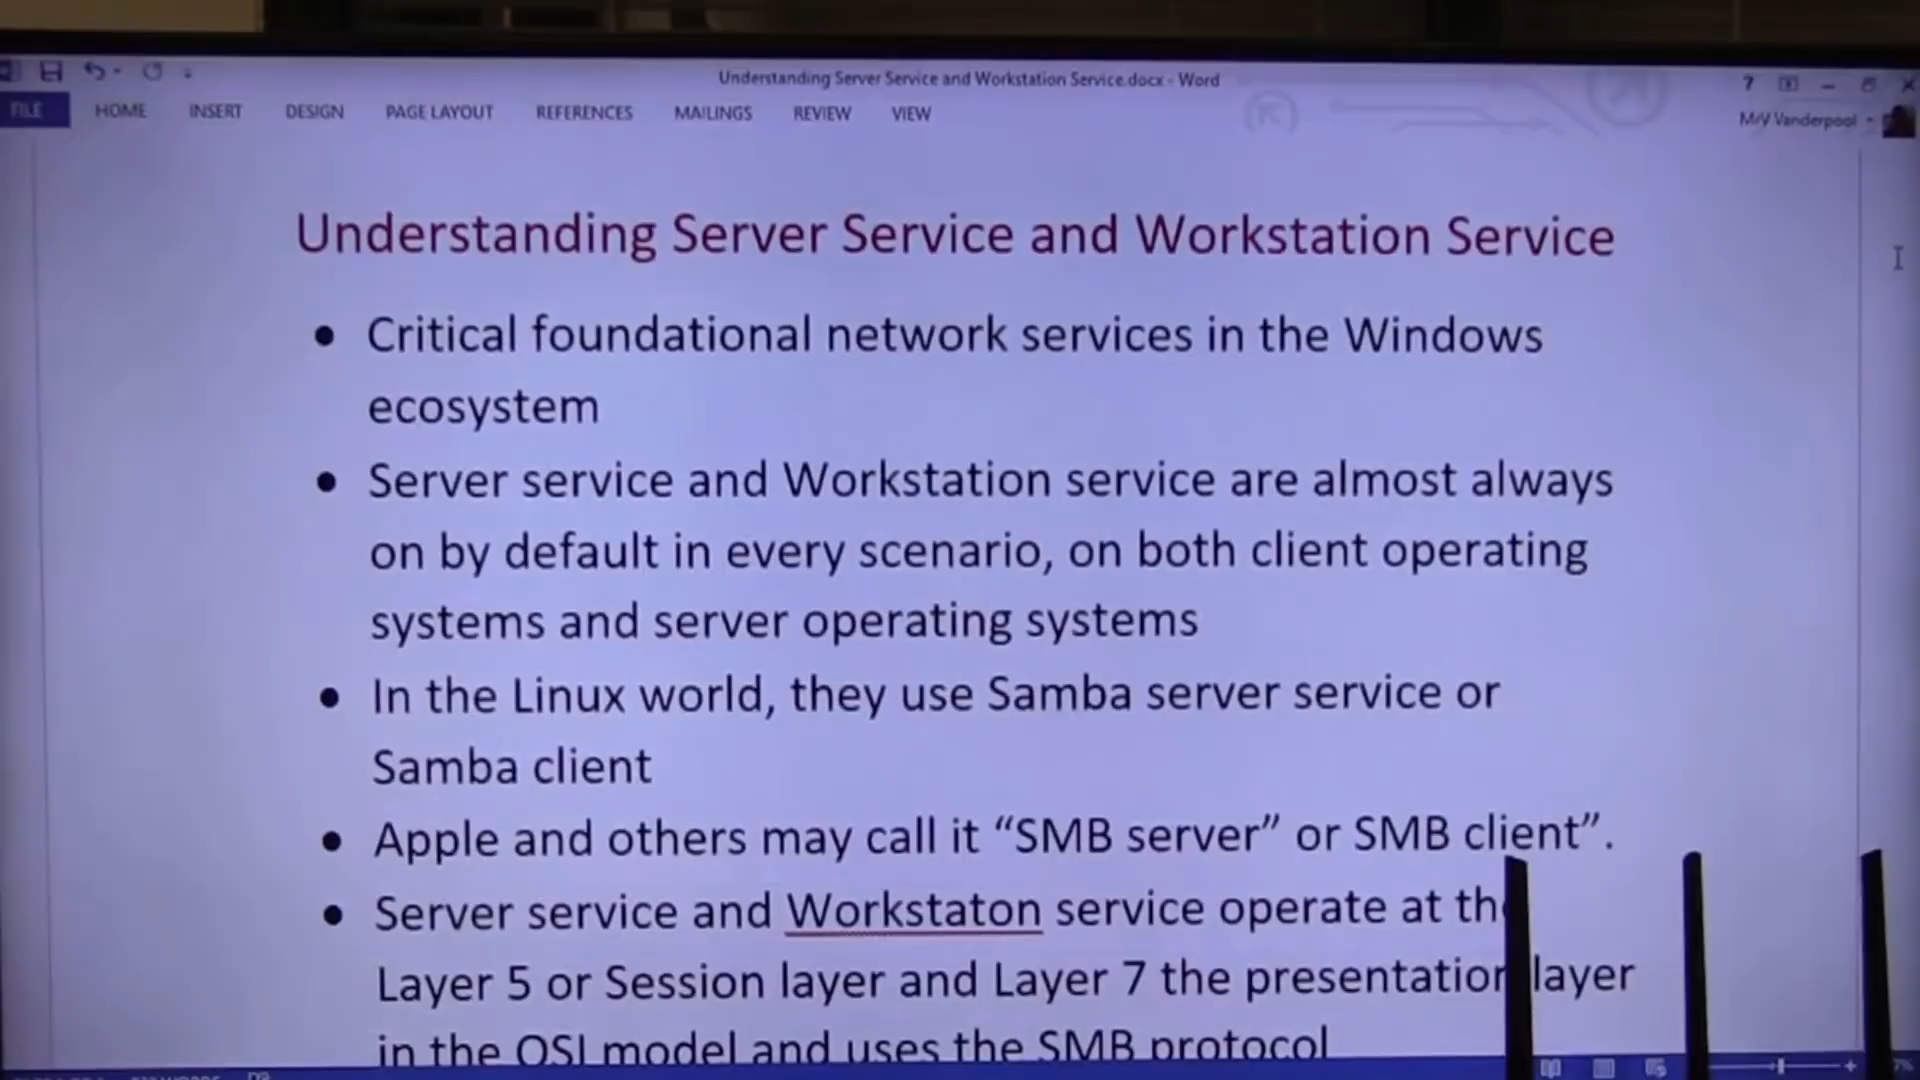 Understanding Server Service and Workstation Service.docx - Word
?
FILE HOME INSERT DESIGN PAGE LAYOUT REFERENCES MAILINGS REVIEW VIEW
Vanderpool
Understanding Server Service and Workstation Service
• Critical foundational network services in the Windows
ecosystem
• Server service and Workstation service are almost always
on by default in every scenario, on both client operating
systems and server operating systems
• In the Linux world, they use Samba server service or
Samba client
• Apple and others may call it “SMB server” or SMB client”.
• Server service and Workstaton service operate at the
Layer 5 or Session layer and Layer 7 the presentation layer
in the OSI model and uses the SMB protocol